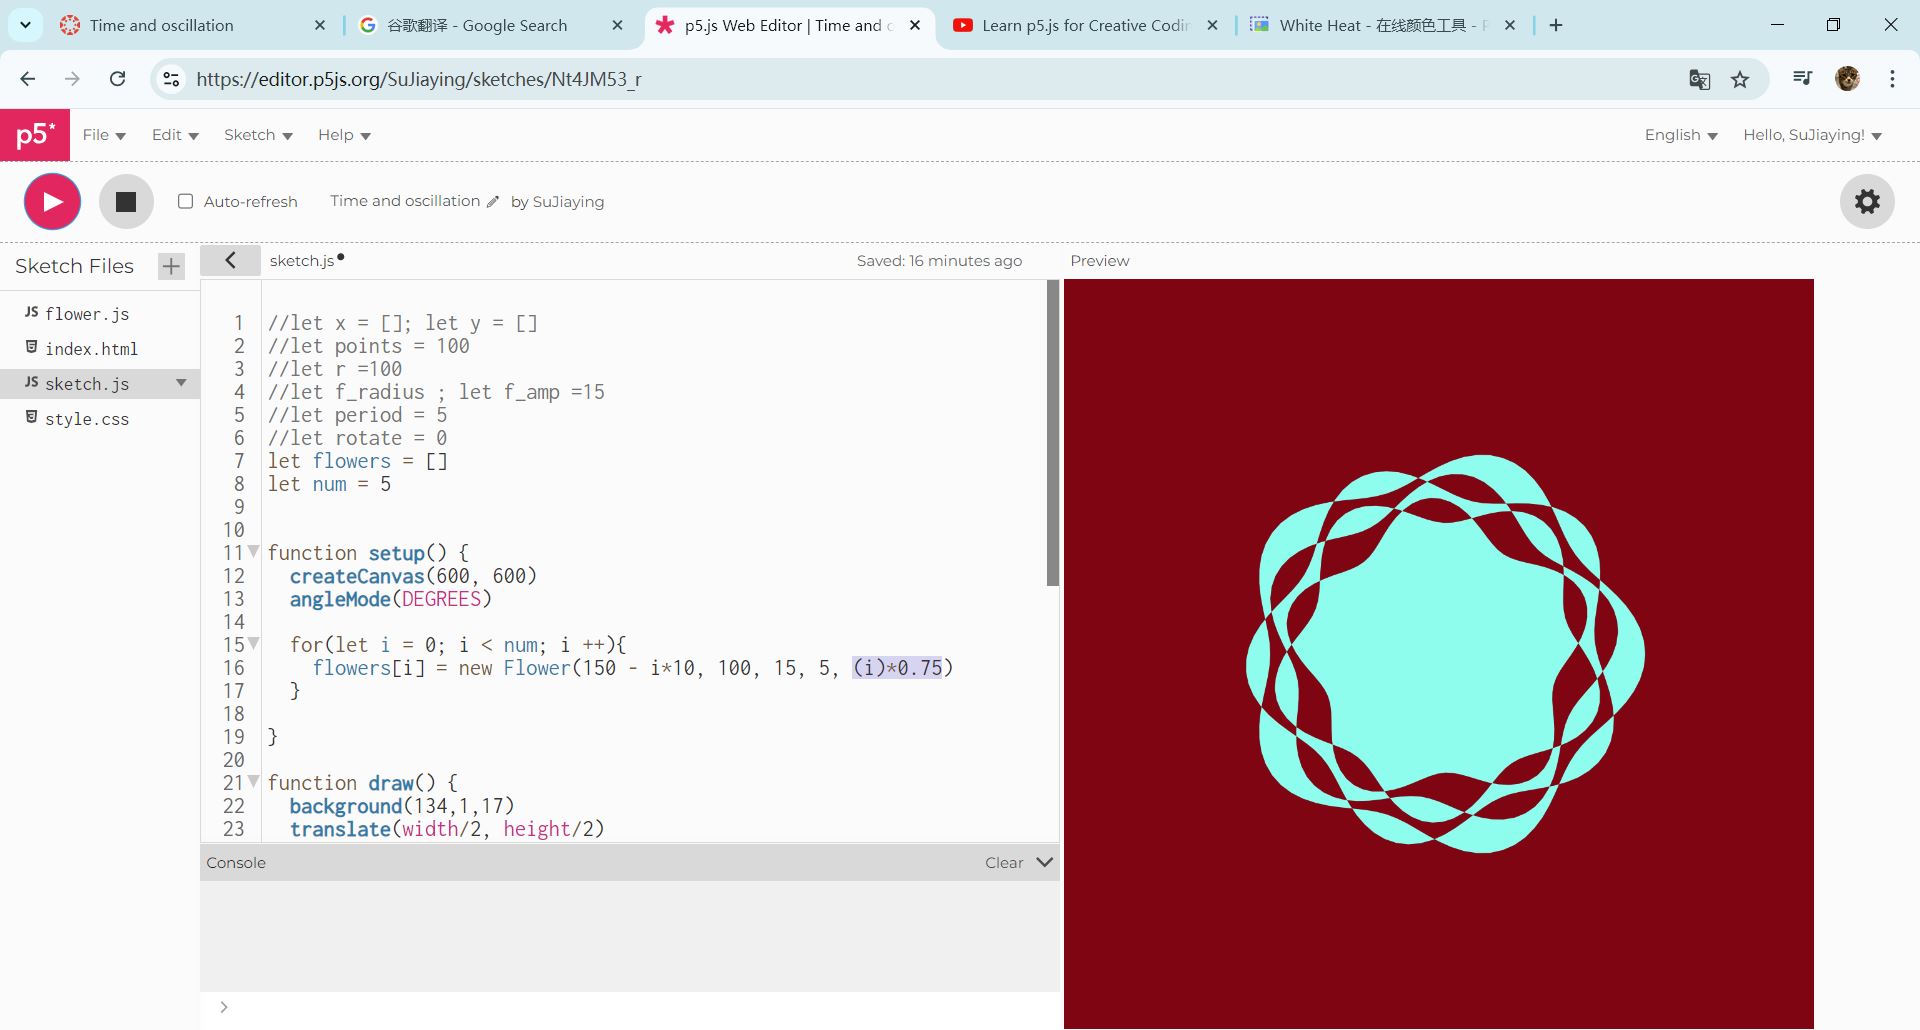 Time and oscillation
谷歌翻译 - Google Search
p5.js Web Editor | Time and
Learn p5.js for Creative Codin
White Heat - 在线颜色工具 -
https://editor.p5js.org/SuJiaying/sketches/Nt4JM53_r
p5*
File
Edit
Sketch
Help
English
Hello, SuJiaying!
Auto-refresh
Time and oscillation
by SuJiaying
Sketch Files
sketch.js
Saved: 16 minutes ago
Preview
JS flower.js
index.html
JS sketch.js
style.css
1 //let x = []; let y = []
2 //let points = 100
3 //let r =100
4 //let f_radius ; let f_amp =15
5 //let period = 5
6 //let rotate = 0
7 let flowers = []
8 let num = 5
9
10
11 function setup() {
12 createCanvas(600, 600)
13 angleMode(DEGREES)
14
15 for(let i = 0; i < num; i ++){
16 flowers[i] = new Flower(150 - i*10, 100, 15, 5, (i)*0.75)
17 }
18
19 }
20
21 function draw() {
22 background(134,1,17)
23 translate(width/2, height/2)
Console
Clear
>